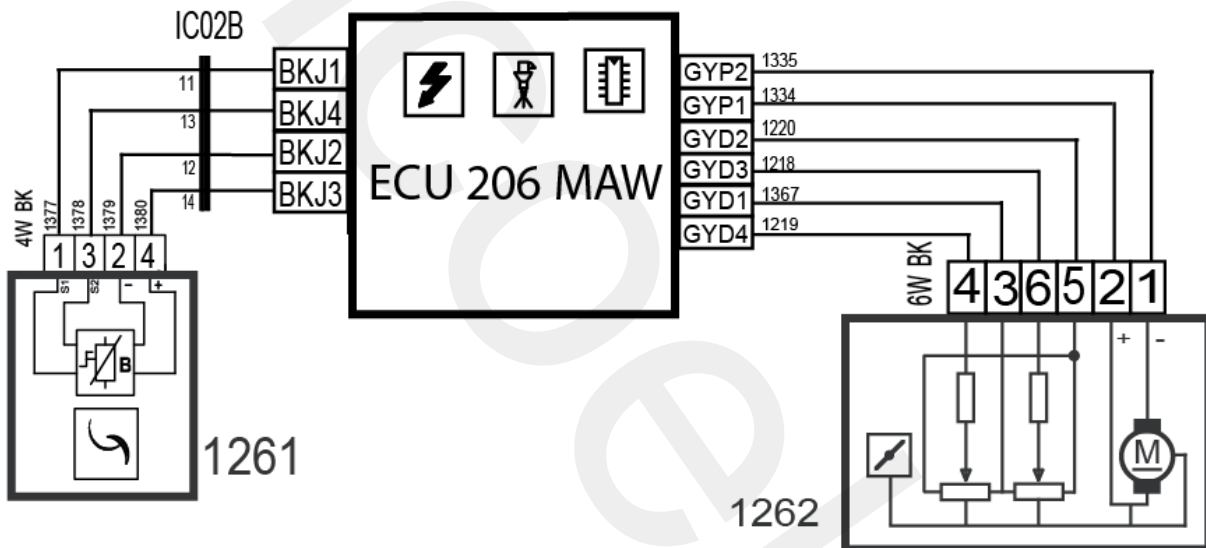 IC02B
11
13
12
14
BKJ1
BKJ4
BKJ2
BKJ3
ECU 206 MAW
GYP2 1335
GYP1 1334
GYD2 1220
GYD3 1218
GYD1 1367
GYD4 1219
4W BK
1377 1378 1379 1380
1 3 2 4
S1 S2 - +
B
1261
6W BK
4 3 6 5 2 1
+ -
M
1262